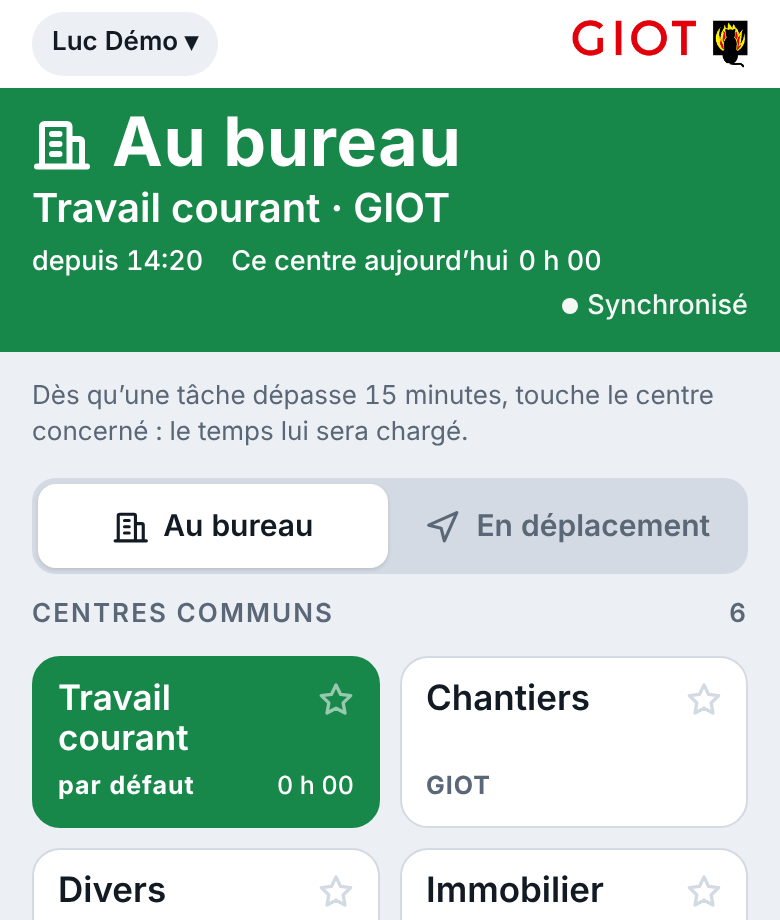 Luc Démo ▾
GIOT
Au bureau
Travail courant · GIOT
depuis 14:20 Ce centre aujourd’hui 0 h 00
Synchronisé
Dès qu’une tâche dépasse 15 minutes, touche le centre
concerné : le temps lui sera chargé.
Au bureau
En déplacement
CENTRES COMMUNS 6
Travail
courant
par défaut 0 h 00
Chantiers
GIOT
Divers
Immobilier